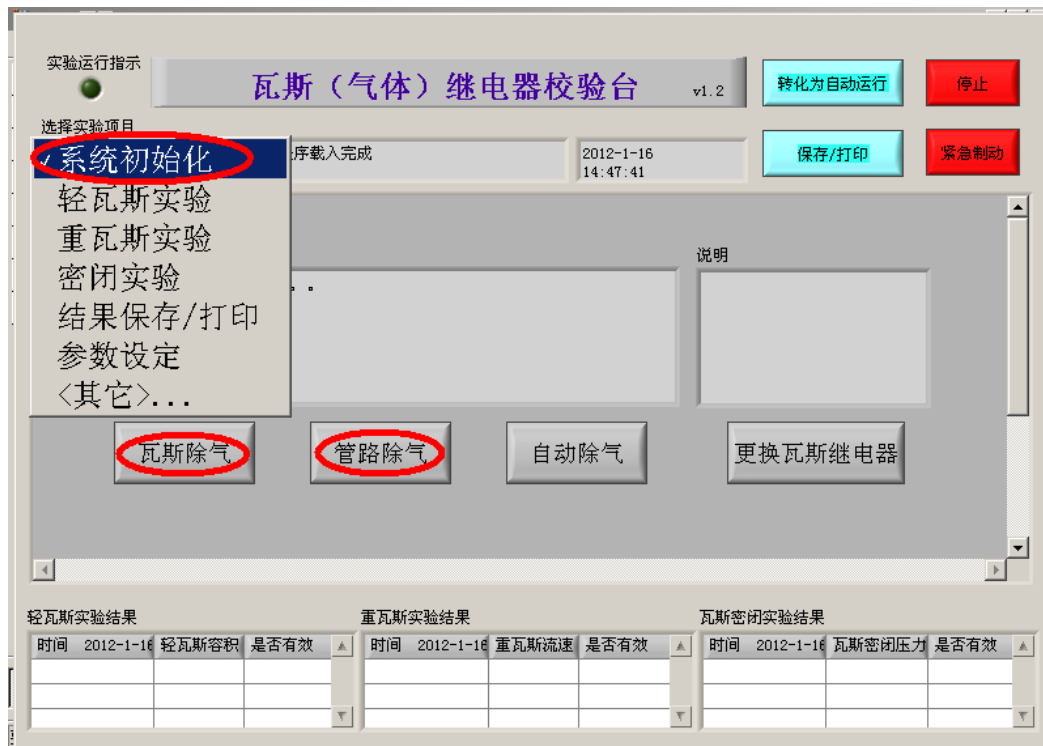 实验运行指示
瓦斯（气体）继电器校验台 v1.2
转化为自动运行
停止
选择实验项目
序载入完成
2012-1-16
14:47:41
保存/打印
紧急制动
✓系统初始化
轻瓦斯实验
重瓦斯实验
密闭实验
结果保存/打印
参数设定
<其它>...
。。
说明
瓦斯除气
管路除气
自动除气
更换瓦斯继电器
轻瓦斯实验结果
时间 2012-1-16 轻瓦斯容积 是否有效
重瓦斯实验结果
时间 2012-1-16 重瓦斯流速 是否有效
瓦斯密闭实验结果
时间 2012-1-16 瓦斯密闭压力 是否有效